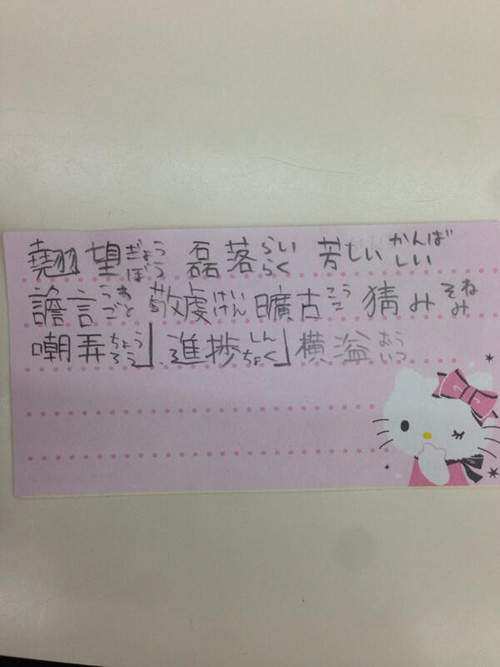 翹望ぎょうぼう 磊落らいらく 芳しいかんばしい
譫言うわごと 敬虔けいけん 曠古こうこ 猜みそねみ
嘲弄ちょうろう」 進捗しんちょく」 横溢おういつ